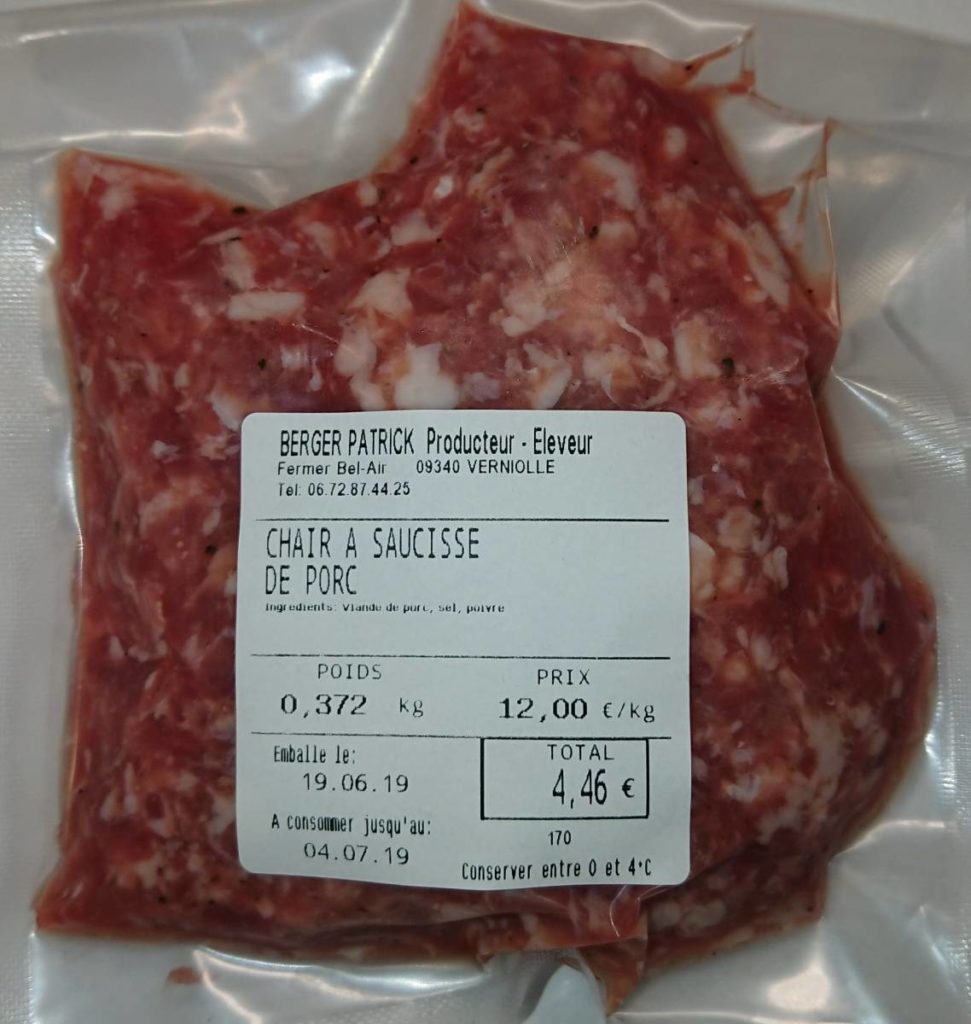 BERGER PATRICK Producteur - Eleveur
Fermer Bel-Air 09340 VERNIOLLE
Tel: 06.72.87.44.25
CHAIR A SAUCISSE
DE PORC
Ingredients: Viande de porc, sel, poivre
POIDS PRIX
0,372 kg 12,00 €/kg
Emballe le: TOTAL
19.06.19 4,46 €
A consommer jusqu'au: 170
04.07.19 Conserver entre 0 et 4°C